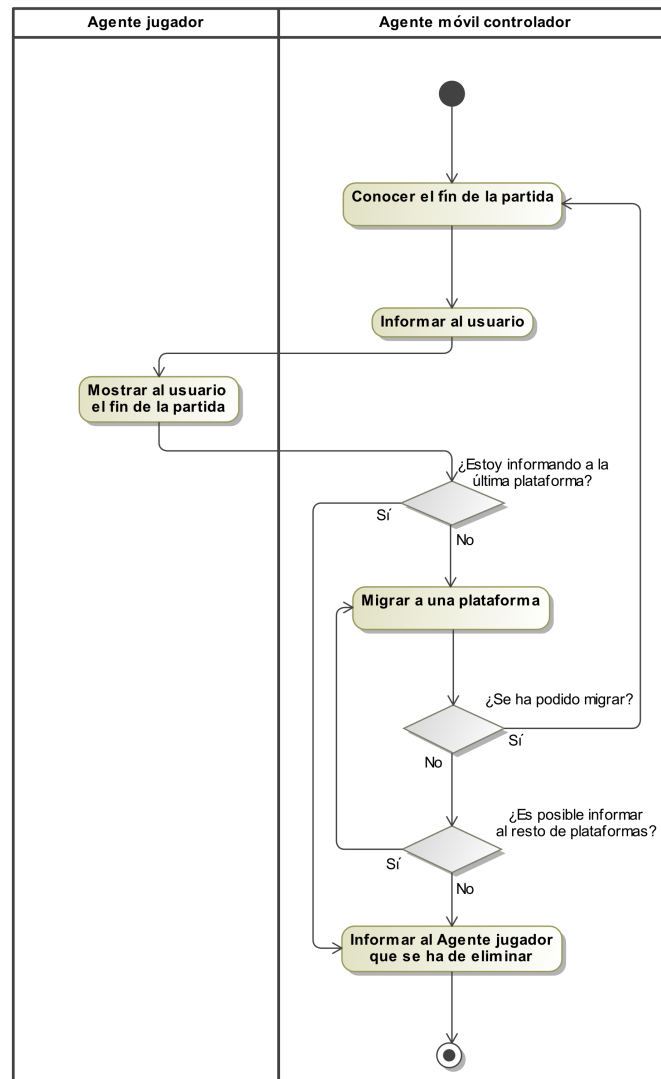 Agente jugador
Agente móvil controlador
Conocer el fin de la partida
Informar al usuario
Mostrar al usuario
el fin de la partida
¿Estoy informando a la
última plataforma?
Sí
No
Migrar a una plataforma
¿Se ha podido migrar?
Sí
No
¿Es posible informar
al resto de plataformas?
Sí
No
Informar al Agente jugador
que se ha de eliminar